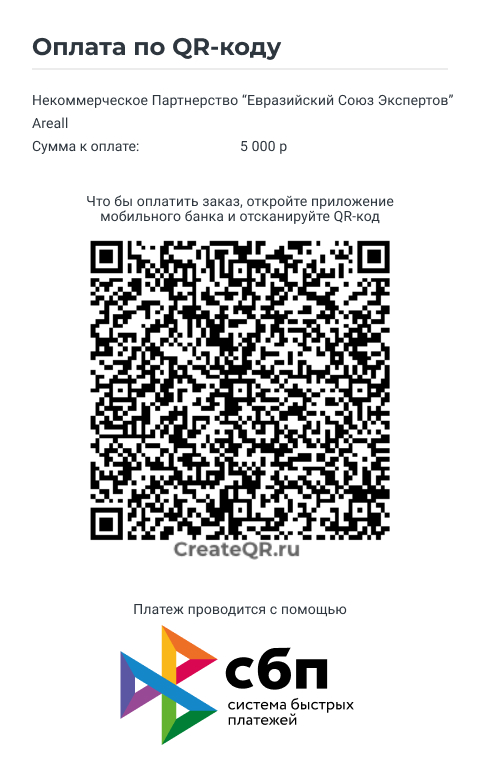 Оплата по QR-коду
Некоммерческое Партнерство “Евразийский Союз Экспертов”
Areall
Сумма к оплате: 5 000 р
Что бы оплатить заказ, откройте приложение
мобильного банка и отсканируйте QR-код
CreateQR.ru
Платеж проводится с помощью
сбп
система быстрых
платежей